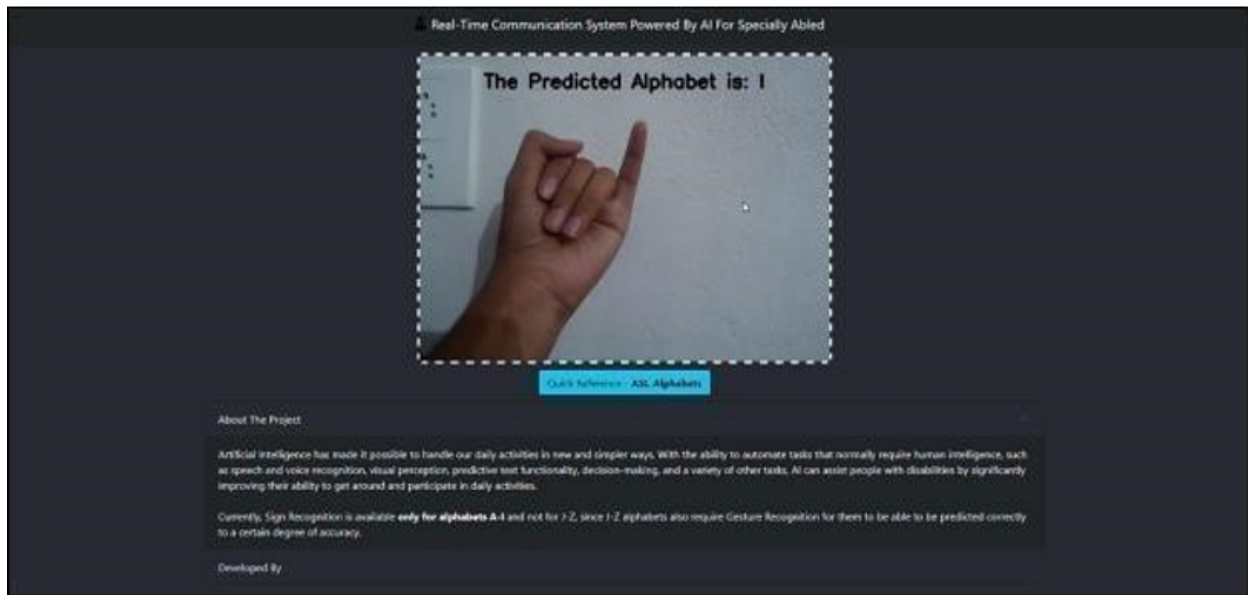 Real-Time Communication System Powered By AI For Specially Abled
The Predicted Alphabet is: I
Quick Reference - ASL Alphabets
About The Project
Artificial Intelligence has made it possible to handle our daily activities in new and simpler ways. With the ability to automate tasks that normally require human intelligence, such
as speech and voice recognition, visual perception, predictive text functionality, decision-making, and a variety of other tasks, AI can assist people with disabilities by significantly
improving their ability to get around and participate in daily activities.
Currently, Sign Recognition is available only for alphabets A-I and not for J-Z, since J-Z alphabets also require Gesture Recognition for them to be able to be predicted correctly
to a certain degree of accuracy.
Developed By